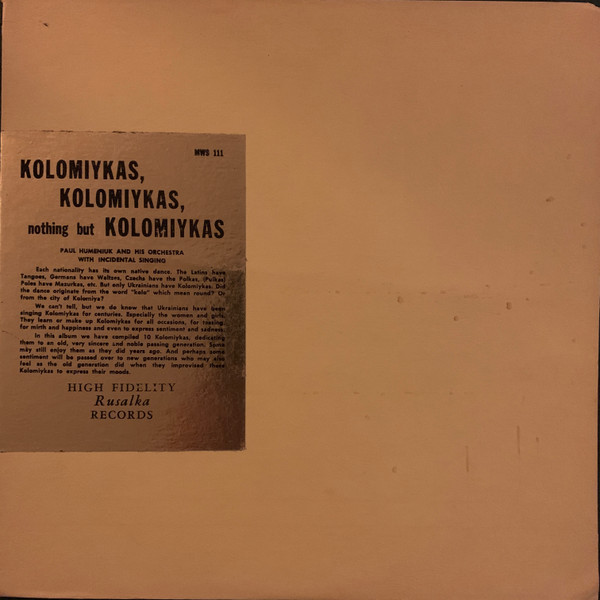 MWS 111
KOLOMIYKAS,
KOLOMIYKAS,
nothing but KOLOMIYKAS
PAUL HUMENIUK AND HIS ORCHESTRA
WITH INCIDENTAL SINGING
Each nationality has its own native dance. The Latins have
Tangoes, Germans have Waltzes, Czechs have the Polkas, (Pulkas)
Poles have Mazurkas, etc. But only Ukrainians have Kolomiykas. Did
the dance originate from the word "kolo" which mean round? Or
from the city of Kolomiya?
We can't tell, but we do know that Ukrainians have been
singing Kolomiykas for centuries. Especially the women and girls.
They learn or make up Kolomiykas for all occasions, for teasing,
for mirth and happiness and even to express sentiment and sadness.
In this album we have compiled 10 Kolomiykas, dedicating
them to an old, very sincere and noble passing generation. Some
may still enjoy them as they did years ago. And perhaps some
sentiment will be passed over to new generations who may also
feel as the old generation did when they improvised these
Kolomiykas to express their moods.
HIGH FIDELITY
Rusalka
RECORDS